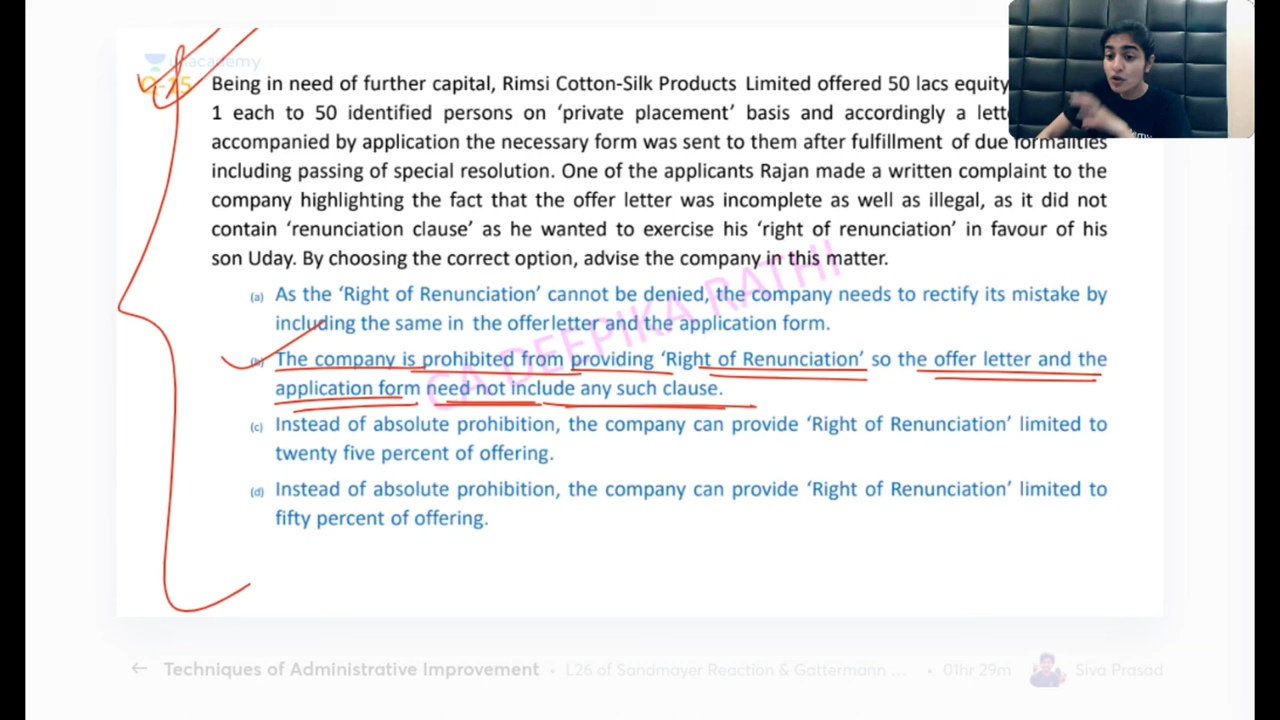 unacademy
Q-15
Being in need of further capital, Rimsi Cotton-Silk Products Limited offered 50 lacs equity
1 each to 50 identified persons on ‘private placement’ basis and accordingly a
accompanied by application the necessary form was sent to them after fulfillment of due formalities
including passing of special resolution. One of the applicants Rajan made a written complaint to the
company highlighting the fact that the offer letter was incomplete as well as illegal, as it did not
contain ‘renunciation clause’ as he wanted to exercise his ‘right of renunciation’ in favour of his
son Uday. By choosing the correct option, advise the company in this matter.
(a) As the ‘Right of Renunciation’ cannot be denied, the company needs to rectify its mistake by
including the same in the offerletter and the application form.
The company is prohibited from providing ‘Right of Renunciation’ so the offer letter and the
application form need not include any such clause.
(c) Instead of absolute prohibition, the company can provide ‘Right of Renunciation’ limited to
twenty five percent of offering.
(d) Instead of absolute prohibition, the company can provide ‘Right of Renunciation’ limited to
fifty percent of offering.
CA DEEPIKA RATHI
← Techniques of Administrative Improvement • L26 of Sandmayer Reaction & Gattermann ... • 01hr 29m Siva Prasad